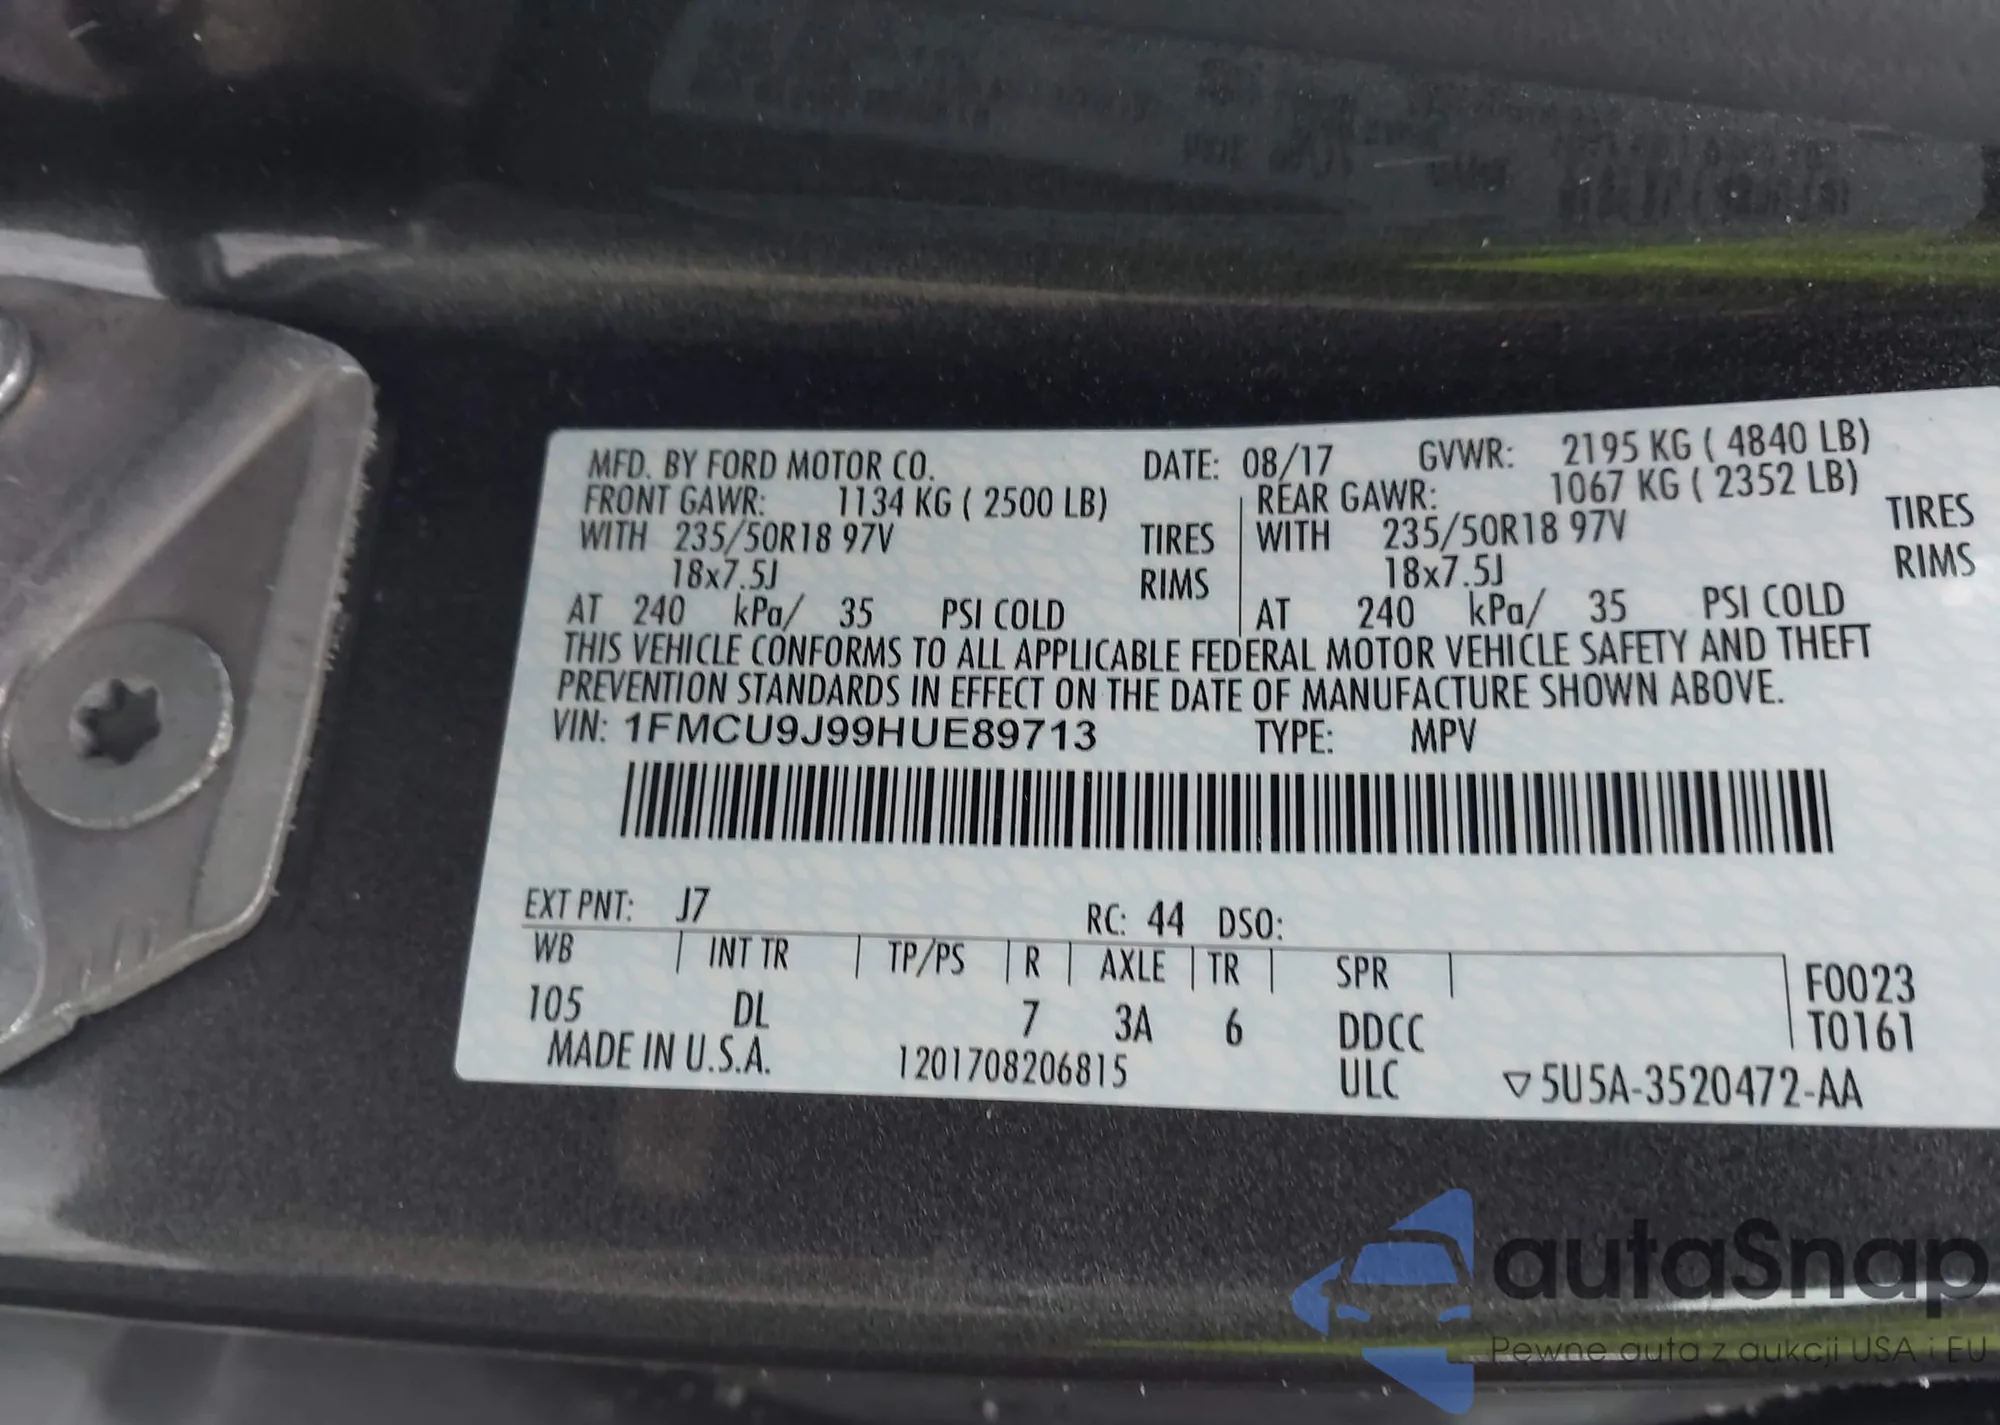 MFD. BY FORD MOTOR CO. DATE: 08/17 GVWR: 2195 KG ( 4840 LB)
FRONT GAWR: 1134 KG ( 2500 LB) REAR GAWR: 1067 KG ( 2352 LB)
WITH 235/50R18 97V TIRES WITH 235/50R18 97V TIRES
18x7.5J RIMS 18x7.5J RIMS
AT 240 kPa/ 35 PSI COLD AT 240 kPa/ 35 PSI COLD
THIS VEHICLE CONFORMS TO ALL APPLICABLE FEDERAL MOTOR VEHICLE SAFETY AND THEFT
PREVENTION STANDARDS IN EFFECT ON THE DATE OF MANUFACTURE SHOWN ABOVE.
VIN: 1FMCU9J99HUE89713 TYPE: MPV
EXT PNT: J7 RC: 44 DSO:
WB INT TR TP/PS R AXLE TR SPR F0023
105 DL 7 3A 6 DDCC T0161
MADE IN U.S.A. 1201708206815 ULC ▽5U5A-3520472-AA
autaSnap
Pewne auta z aukcji USA i EU